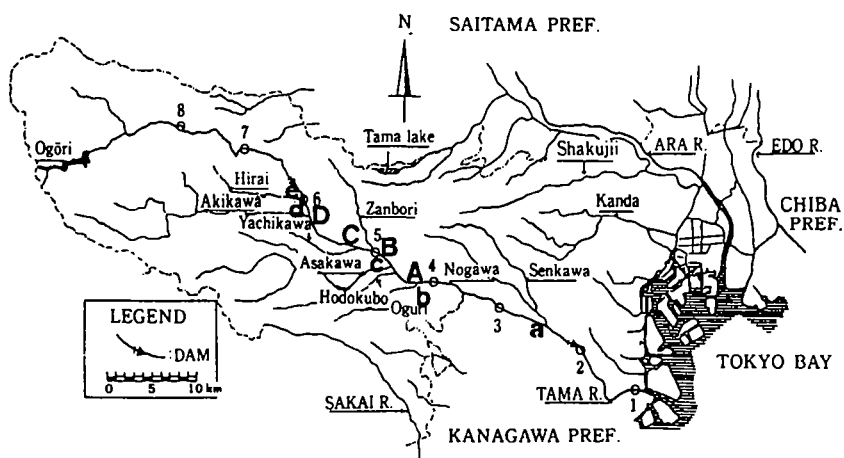 N.
SAITAMA PREF.
8
7
Ogōri
Tama lake
Shakujii
ARA R.
EDO R.
Hirai
a
6
Akikawa
d
D
Zanbori
Kanda
CHIBA
PREF.
Yachikawa
C
5
B
Asakawa
c
A
4
Nogawa
Senkawa
Hodokubo
b
Oguri
LEGEND
: DAM
0
5
10 km
3
a
2
TOKYO BAY
SAKAI R.
TAMA R.
1
KANAGAWA PREF.